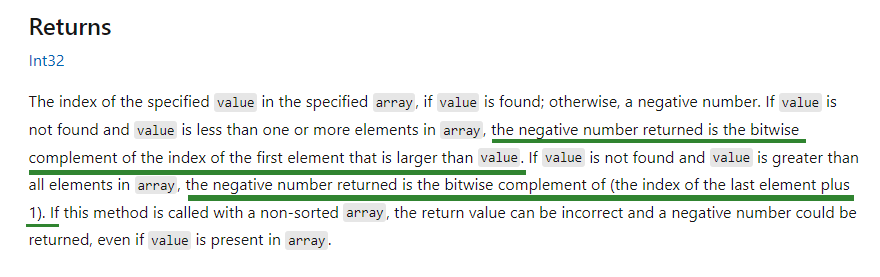 Returns
Int32
The index of the specified value in the specified array, if value is found; otherwise, a negative number. If value is
not found and value is less than one or more elements in array, the negative number returned is the bitwise
complement of the index of the first element that is larger than value. If value is not found and value is greater than
all elements in array, the negative number returned is the bitwise complement of (the index of the last element plus
1). If this method is called with a non-sorted array, the return value can be incorrect and a negative number could be
returned, even if value is present in array.